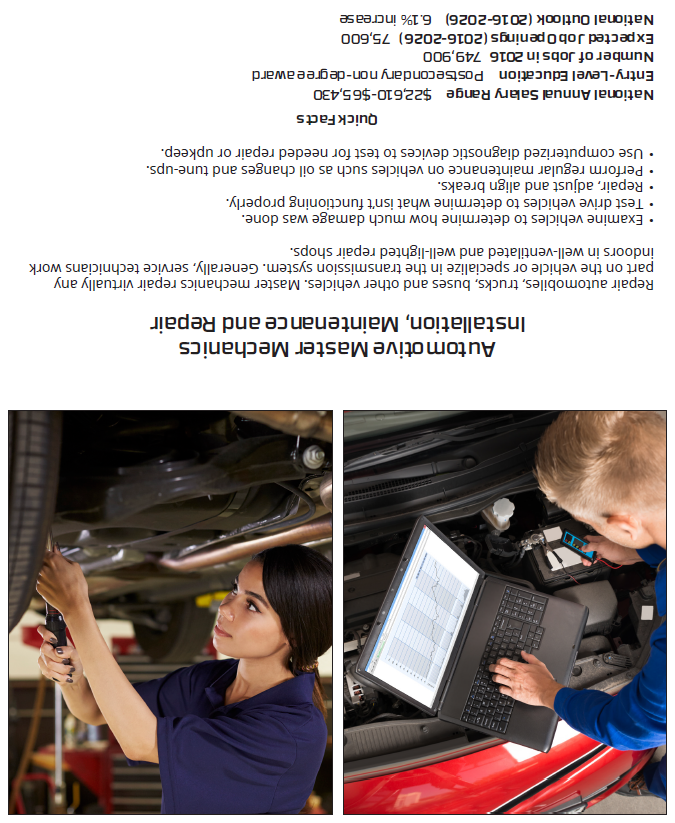 Automotive Master Mechanics
Installation, Maintenance and Repair
Repair automobiles, trucks, buses and other vehicles. Master mechanics repair virtually any
part on the vehicle or specialize in the transmission system. Generally, service technicians work
indoors in well-ventilated and well-lighted repair shops.
• Examine vehicles to determine how much damage was done.
• Test drive vehicles to determine what isn't functioning properly.
• Repair, adjust and align breaks.
• Perform regular maintenance on vehicles such as oil changes and tune-ups.
• Use computerized diagnostic devices to test for needed repair or upkeep.
Quick Facts
National Annual Salary Range $22,610-$65,430
Entry-Level Education Postsecondary non-degree award
Number of Jobs in 2016 749,900
Expected Job Openings (2016-2026) 75,600
National Outlook (2016-2026) 6.1% increase